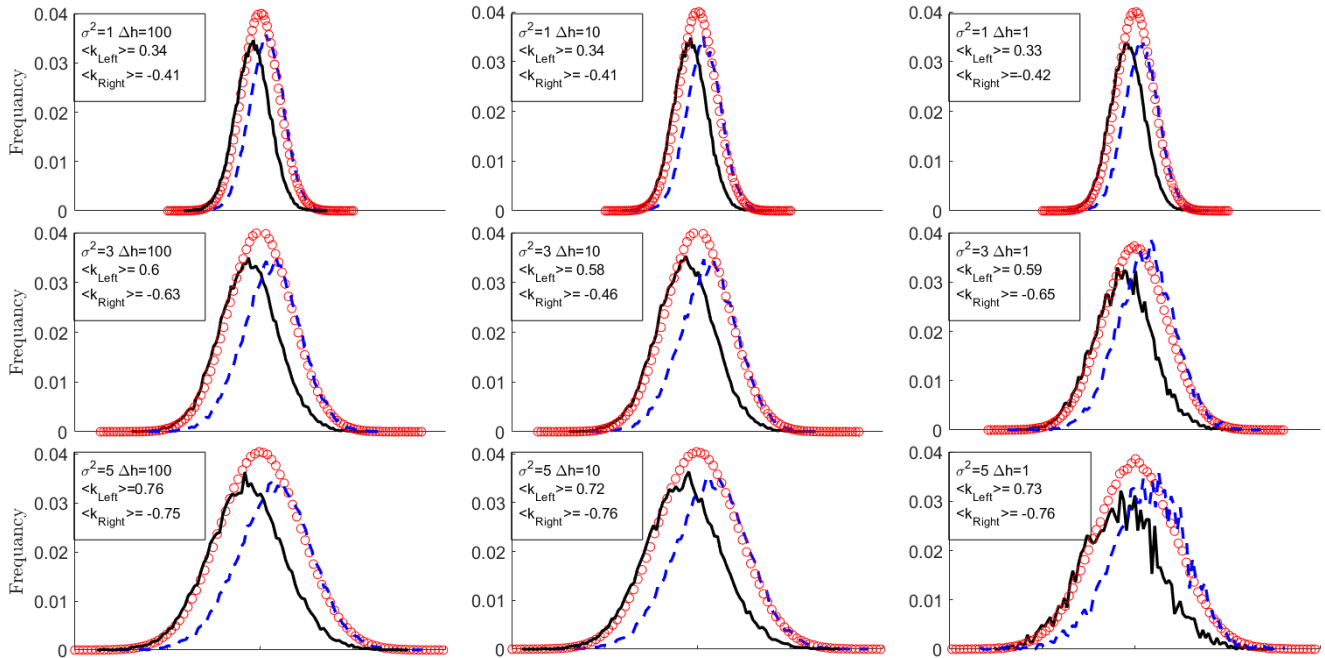 0.04
σ²=1 Δh=100
<k_Left>= 0.34
<k_Right>= -0.41
0.03
0.02
0.01
0
Frequancy
0.04
σ²=1 Δh=10
<k_Left>= 0.34
<k_Right>= -0.41
0.03
0.02
0.01
0
0.04
σ²=1 Δh=1
<k_Left>= 0.33
<k_Right>=-0.42
0.03
0.02
0.01
0
0.04
σ²=3 Δh=100
<k_Left>= 0.6
<k_Right>= -0.63
0.03
0.02
0.01
0
Frequancy
0.04
σ²=3 Δh=10
<k_Left>= 0.58
<k_Right>= -0.46
0.03
0.02
0.01
0
0.04
σ²=3 Δh=1
<k_Left>= 0.59
<k_Right>= -0.65
0.03
0.02
0.01
0
0.04
σ²=5 Δh=100
<k_Left>=0.76
<k_Right>= -0.75
0.03
0.02
0.01
0
Frequancy
0.04
σ²=5 Δh=10
<k_Left>= 0.72
<k_Right>= -0.76
0.03
0.02
0.01
0
0.04
σ²=5 Δh=1
<k_Left>= 0.73
<k_Right>= -0.76
0.03
0.02
0.01
0